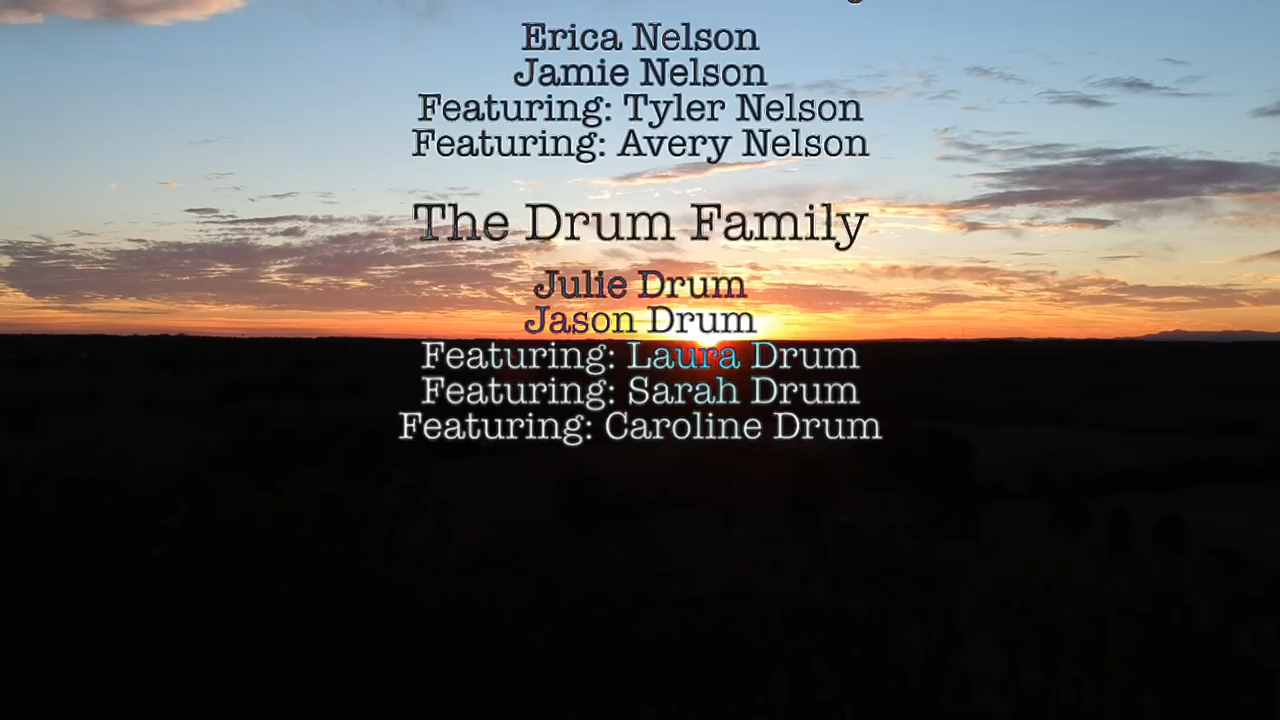 Erica Nelson
Jamie Nelson
Featuring: Tyler Nelson
Featuring: Avery Nelson
The Drum Family
Julie Drum
Jason Drum
Featuring: Laura Drum
Featuring: Sarah Drum
Featuring: Caroline Drum